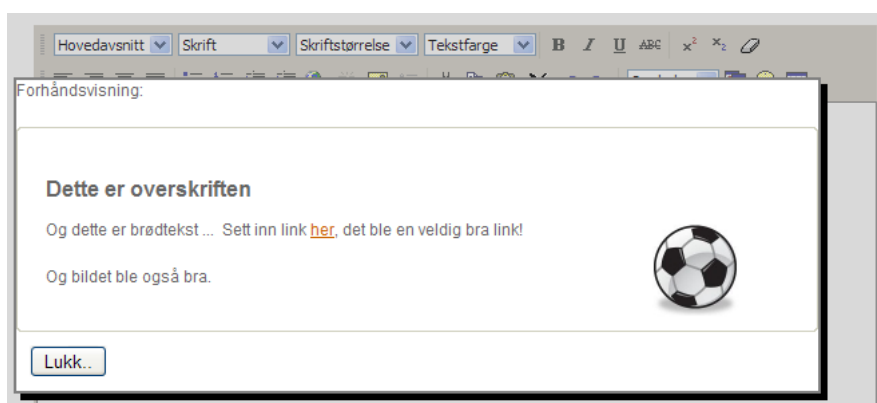 Hovedavsnitt Skrift Skriftstørrelse Tekstfarge B I U ABC x² x₂
Forhåndsvisning:
Dette er overskriften
Og dette er brødtekst ... Sett inn link her, det ble en veldig bra link!
Og bildet ble også bra.
Lukk..